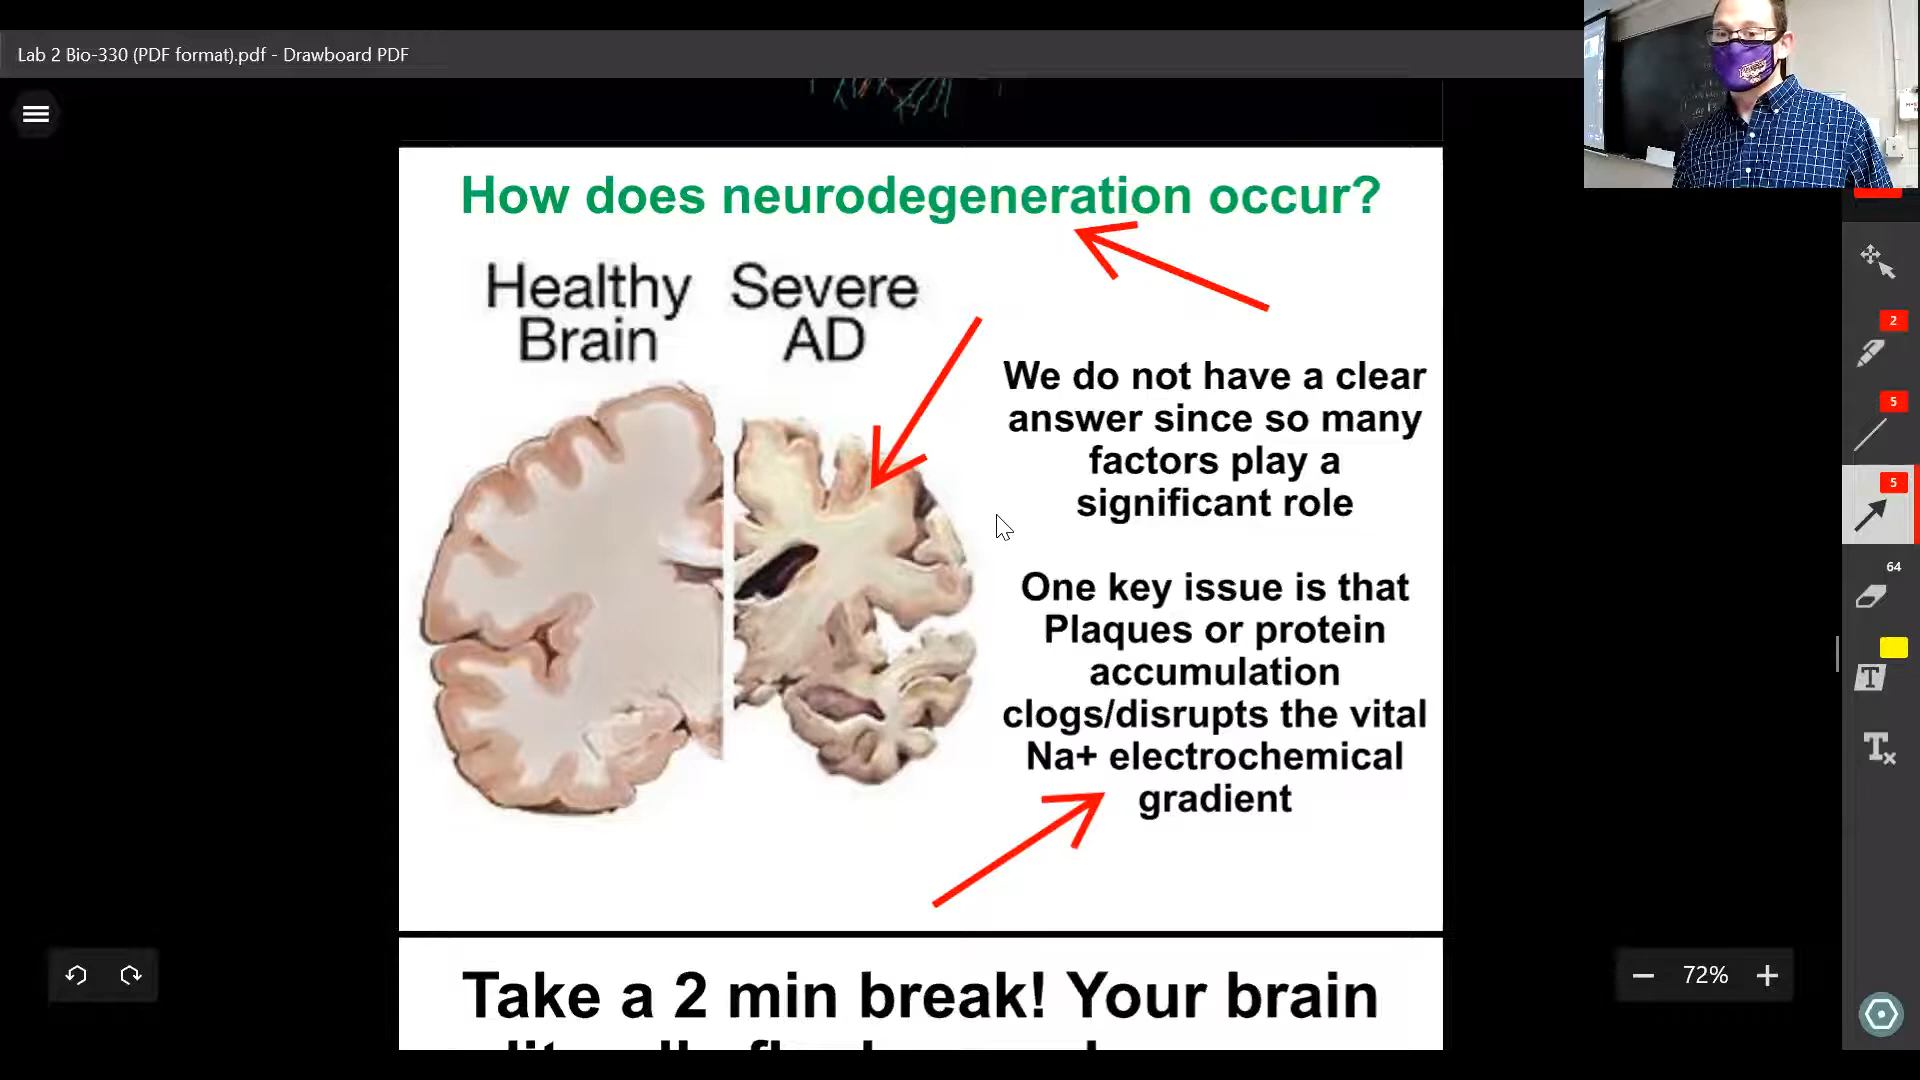 Lab 2 Bio-330 (PDF format).pdf - Drawboard PDF
How does neurodegeneration occur?
Healthy
Brain
Severe
AD
We do not have a clear
answer since so many
factors play a
significant role
One key issue is that
Plaques or protein
accumulation
clogs/disrupts the vital
Na+ electrochemical
gradient
2
5
5
64
T
72%
Take a 2 min break! Your brain